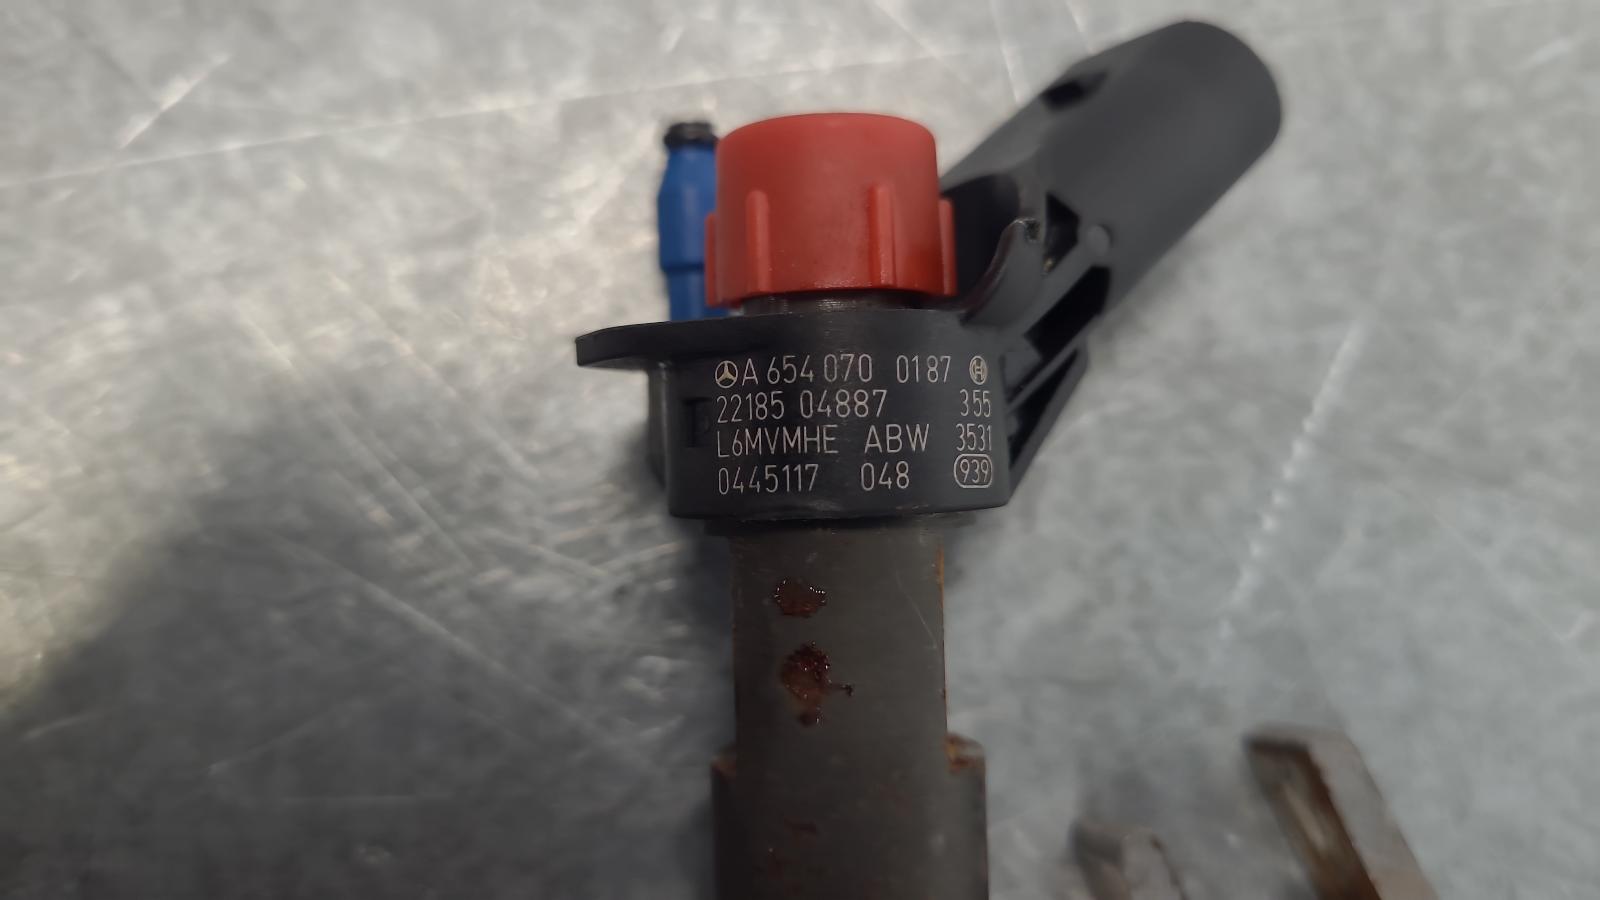 A 654 070 0187
22185 04887 355
L6MVMHE ABW 3531
0445117 048 939